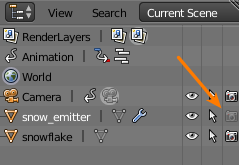 View Search Current Scene
RenderLayers
Animation
World
Camera
snow_emitter
snowflake